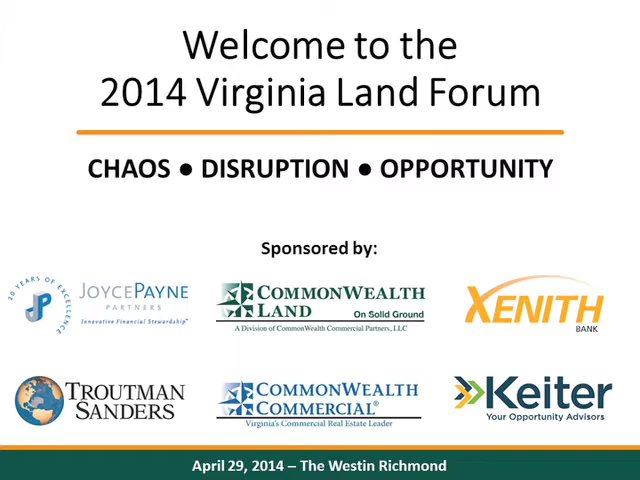 Welcome to the
2014 Virginia Land Forum
CHAOS ● DISRUPTION ● OPPORTUNITY
Sponsored by:
20 YEARS OF EXCELLENCE
JP
JOYCEPAYNE
PARTNERS
Innovative Financial Stewardship™
COMMONWEALTH
LAND On Solid Ground
A Division of CommonWealth Commercial Partners, LLC
XENITH
BANK
TROUTMAN
SANDERS
COMMONWEALTH
COMMERCIAL®
Virginia's Commercial Real Estate Leader
Keiter
Your Opportunity Advisors
April 29, 2014 – The Westin Richmond